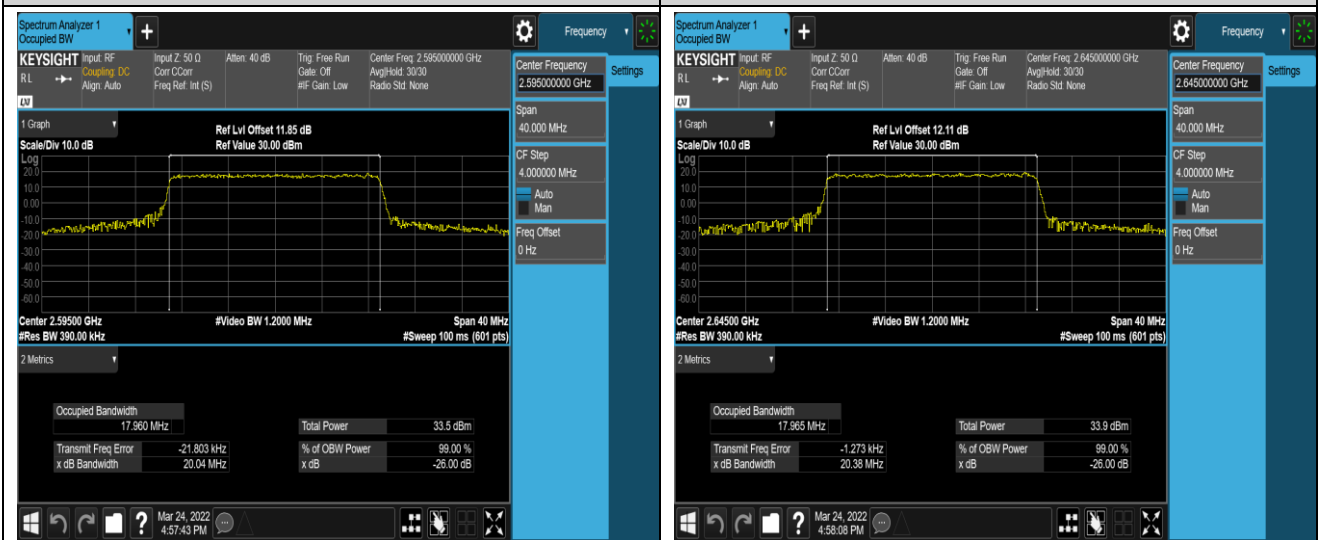 Spectrum Analyzer 1
Occupied BW
+
Frequency
KEYSIGHT
RL
LXI
Input: RF
Coupling: DC
Align: Auto
Input Z: 50 Ω
Corr CCorr
Freq Ref: Int (S)
Atten: 40 dB
Trig: Free Run
Gate: Off
#IF Gain: Low
Center Freq: 2.595000000 GHz
Avg|Hold: 30/30
Radio Std: None
Center Frequency
2.595000000 GHz
Settings
Span
40.000 MHz
CF Step
4.000000 MHz
Auto
Man
Freq Offset
0 Hz
1 Graph
Scale/Div 10.0 dB
Ref Lvl Offset 11.85 dB
Ref Value 30.00 dBm
Log
20.0
10.0
0.00
-10.0
-20.0
-30.0
-40.0
-50.0
-60.0
Center 2.59500 GHz
#Res BW 390.00 kHz
#Video BW 1.2000 MHz
Span 40 MHz
#Sweep 100 ms (601 pts)
2 Metrics
Occupied Bandwidth
17.960 MHz
Total Power 33.5 dBm
Transmit Freq Error -21.803 kHz
% of OBW Power 99.00 %
x dB Bandwidth 20.04 MHz
x dB -26.00 dB
?
Mar 24, 2022
4:57:43 PM
Spectrum Analyzer 1
Occupied BW
+
Frequency
KEYSIGHT
RL
LXI
Input: RF
Coupling: DC
Align: Auto
Input Z: 50 Ω
Corr CCorr
Freq Ref: Int (S)
Atten: 40 dB
Trig: Free Run
Gate: Off
#IF Gain: Low
Center Freq: 2.645000000 GHz
Avg|Hold: 30/30
Radio Std: None
Center Frequency
2.645000000 GHz
Settings
Span
40.000 MHz
CF Step
4.000000 MHz
Auto
Man
Freq Offset
0 Hz
1 Graph
Scale/Div 10.0 dB
Ref Lvl Offset 12.11 dB
Ref Value 30.00 dBm
Log
20.0
10.0
0.00
-10.0
-20.0
-30.0
-40.0
-50.0
-60.0
Center 2.64500 GHz
#Res BW 390.00 kHz
#Video BW 1.2000 MHz
Span 40 MHz
#Sweep 100 ms (601 pts)
2 Metrics
Occupied Bandwidth
17.965 MHz
Total Power 33.9 dBm
Transmit Freq Error -1.273 kHz
% of OBW Power 99.00 %
x dB Bandwidth 20.38 MHz
x dB -26.00 dB
?
Mar 24, 2022
4:58:08 PM